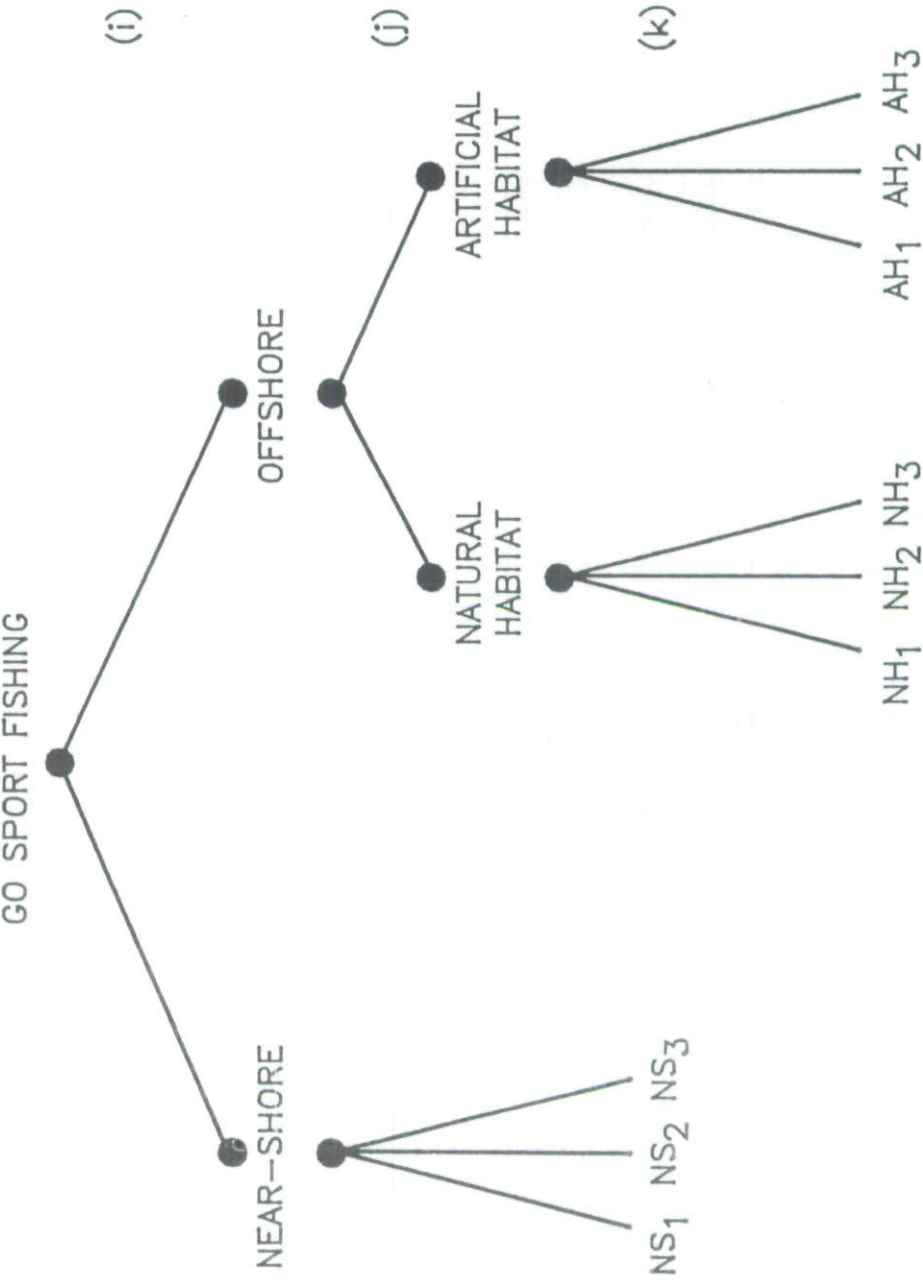 GO SPORT FISHING
(i)
NEAR-SHORE
OFFSHORE
(j)
NS1 NS2 NS3
NATURAL
HABITAT
ARTIFICIAL
HABITAT
(k)
NH1 NH2 NH3
AH1 AH2 AH3